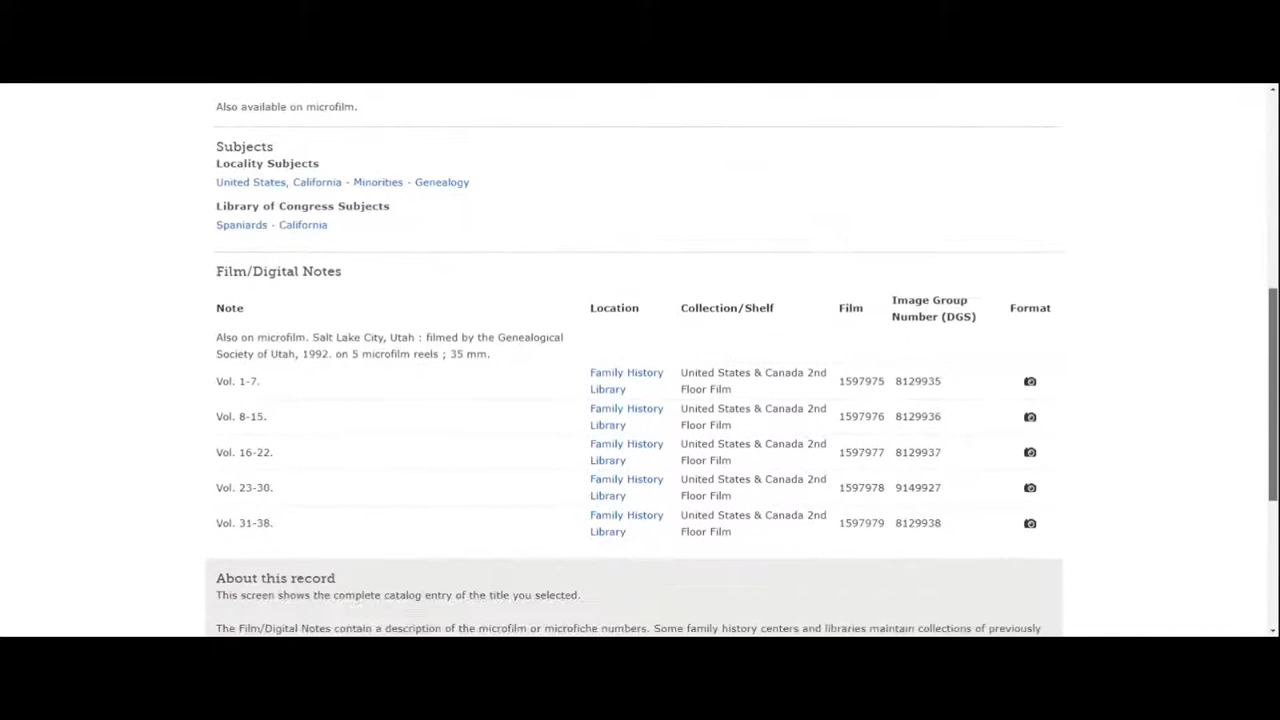 Also available on microfilm.
Subjects
Locality Subjects
United States, California - Minorities - Genealogy
Library of Congress Subjects
Spaniards - California
Film/Digital Notes
Note Location Collection/Shelf Film Image Group Number (DGS) Format
Also on microfilm. Salt Lake City, Utah : filmed by the Genealogical
Society of Utah, 1992. on 5 microfilm reels ; 35 mm.
Vol. 1-7. Family History Library United States & Canada 2nd Floor Film 1597975 8129935
Vol. 8-15. Family History Library United States & Canada 2nd Floor Film 1597976 8129936
Vol. 16-22. Family History Library United States & Canada 2nd Floor Film 1597977 8129937
Vol. 23-30. Family History Library United States & Canada 2nd Floor Film 1597978 9149927
Vol. 31-38. Family History Library United States & Canada 2nd Floor Film 1597979 8129938
About this record
This screen shows the complete catalog entry of the title you selected.
The Film/Digital Notes contain a description of the microfilm or microfiche numbers. Some family history centers and libraries maintain collections of previously